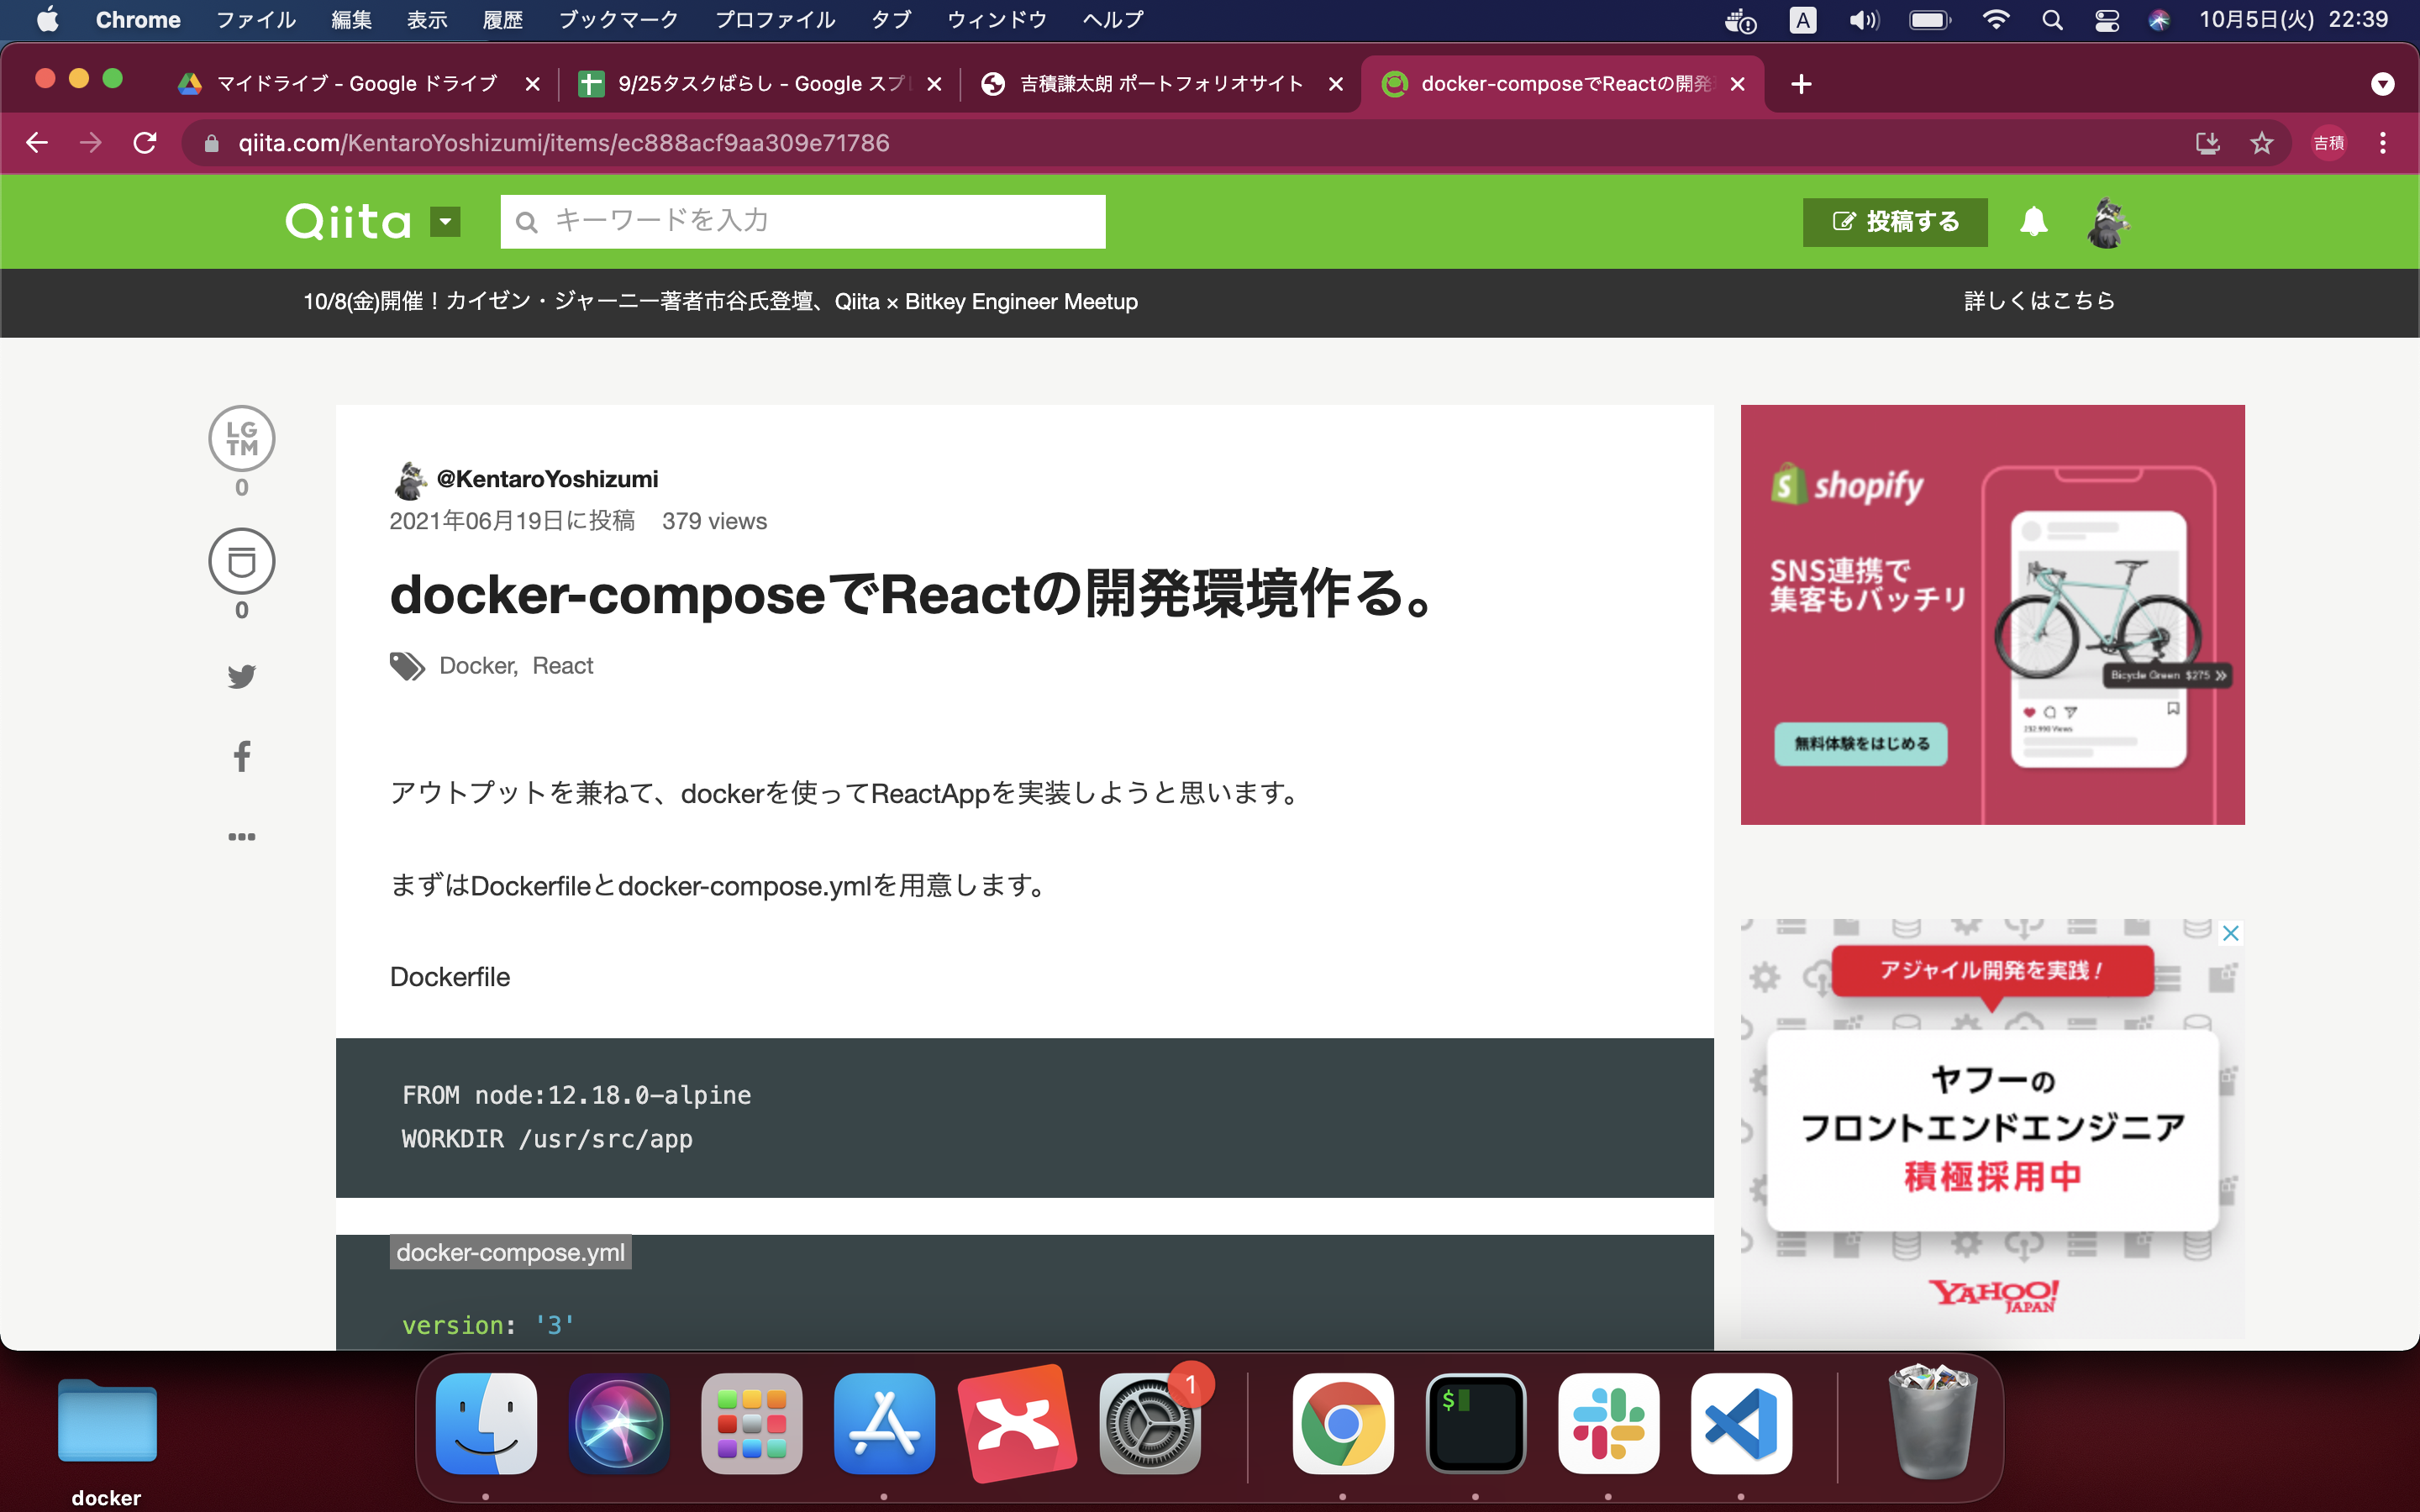 Chrome ファイル 編集 表示 履歴 ブックマーク プロファイル タブ ウィンドウ ヘルプ A 10月5日(火) 22:39
マイドライブ - Google ドライブ 9/25タスクばらし - Google スプ 吉積謙太朗 ポートフォリオサイト docker-composeでReactの開発
qiita.com/KentaroYoshizumi/items/ec888acf9aa309e71786 吉積
Qiita キーワードを入力 投稿する
10/8(金)開催！カイゼン・ジャーニー著者市谷氏登壇、Qiita × Bitkey Engineer Meetup 詳しくはこちら
LG
TM
0
0
@KentaroYoshizumi
2021年06月19日に投稿 379 views
docker-composeでReactの開発環境作る。
Docker, React
アウトプットを兼ねて、dockerを使ってReactAppを実装しようと思います。
まずはDockerfileとdocker-compose.ymlを用意します。
Dockerfile
FROM node:12.18.0-alpine
WORKDIR /usr/src/app
docker-compose.yml
version: '3'
shopify
SNS連携で
集客もバッチリ
Bicycle Green $275
232,990 Views
無料体験をはじめる
アジャイル開発を実践！
ヤフーの
フロントエンドエンジニア
積極採用中
YAHOO!
JAPAN
1
$
docker